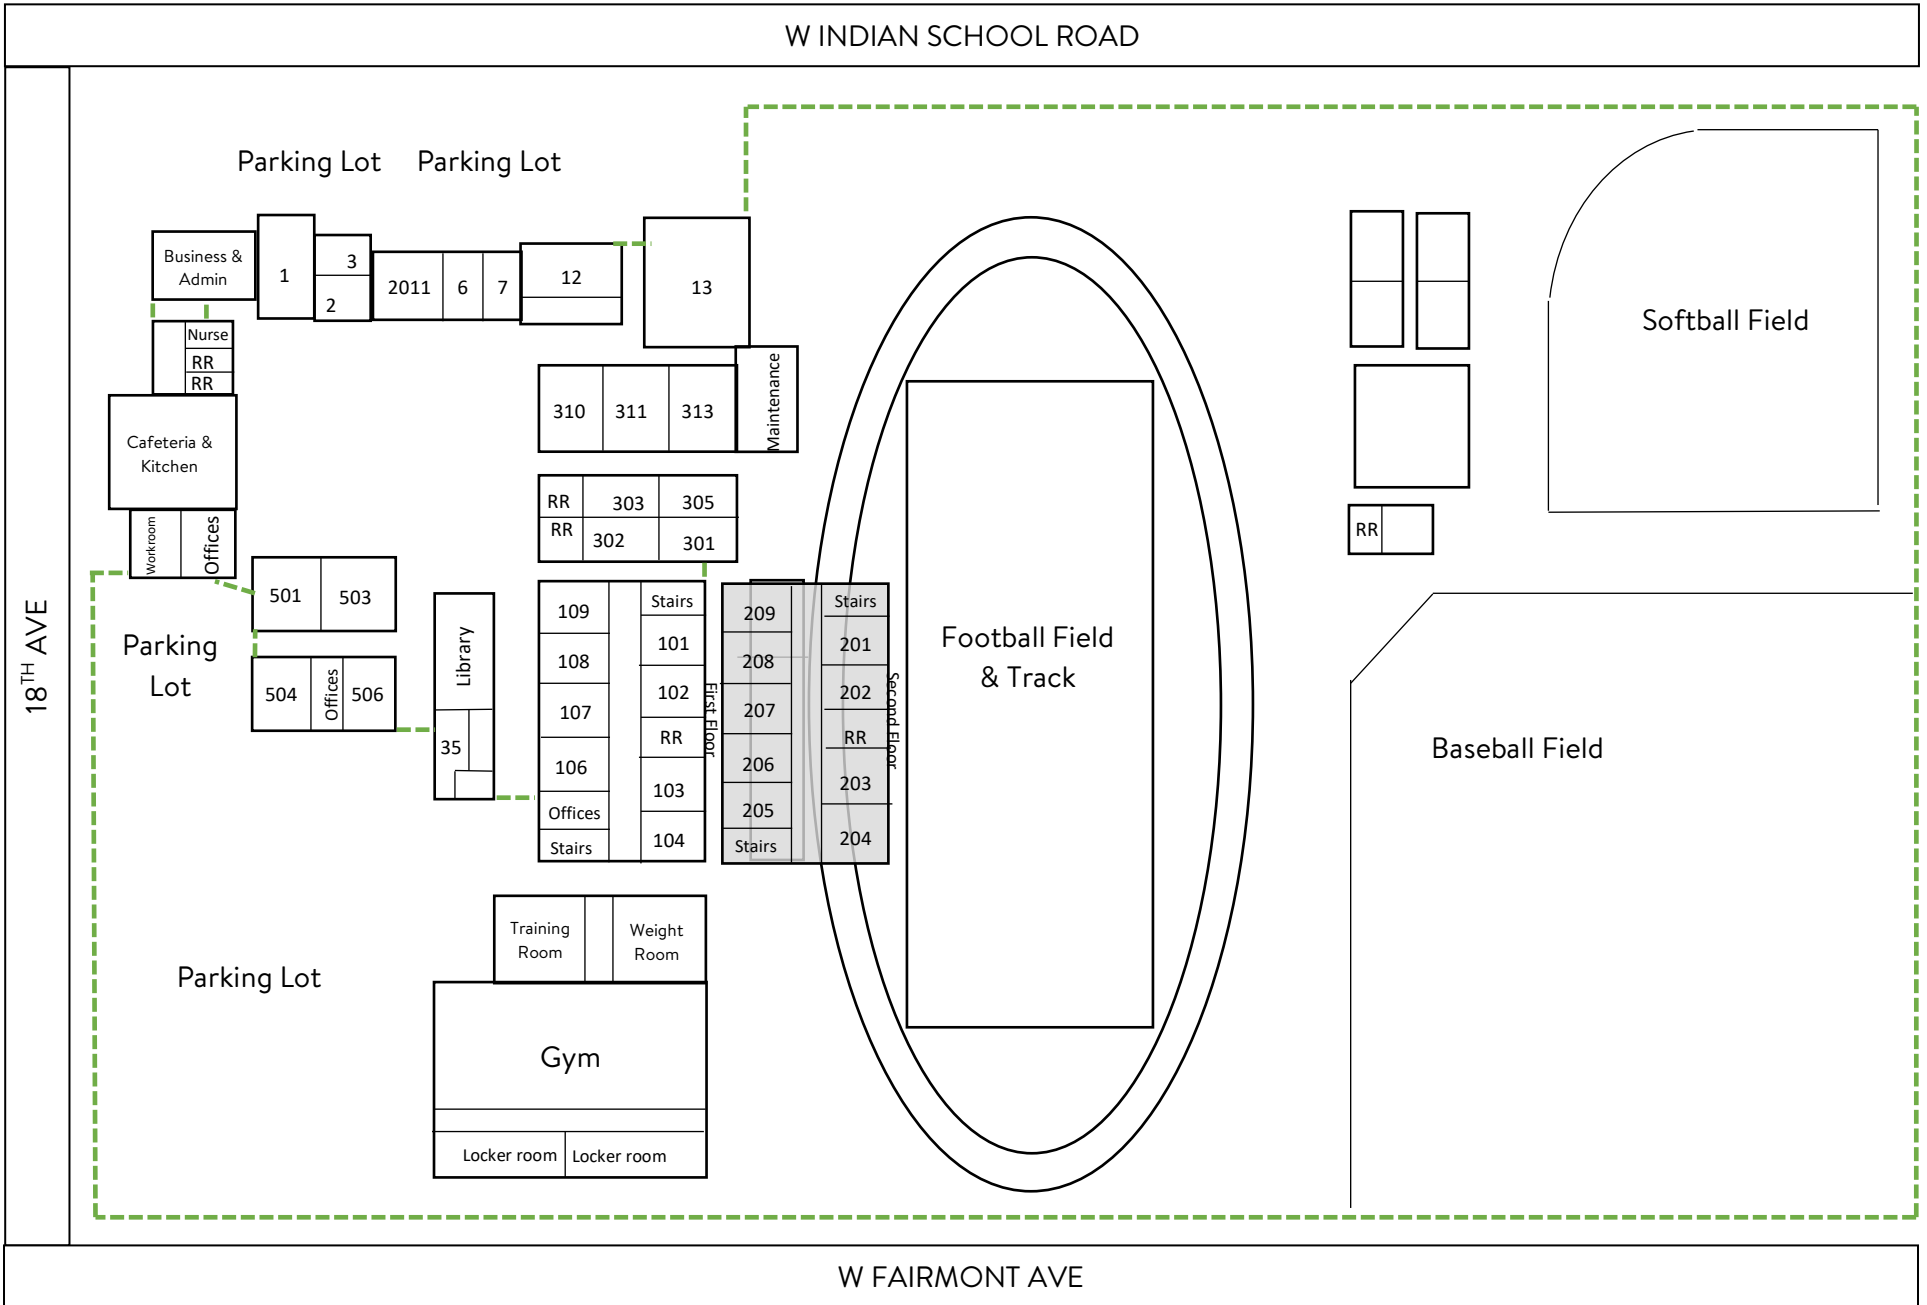 W INDIAN SCHOOL ROAD
Parking Lot
Parking Lot
Business &
Admin
1
3
2
2011
6
7
12
13
Nurse
RR
RR
Cafeteria &
Kitchen
Workroom
Offices
310
311
313
Maintenance
RR
303
305
RR
302
301
501
503
504
Offices
506
Parking
Lot
18TH AVE
Library
35
109
108
107
106
Offices
Stairs
Stairs
101
102
RR
103
104
First Floor
209
208
207
206
205
Stairs
Stairs
201
202
RR
203
204
Second Floor
Football Field
& Track
RR
Softball Field
Baseball Field
Parking Lot
Training
Room
Weight
Room
Gym
Locker room
Locker room
W FAIRMONT AVE